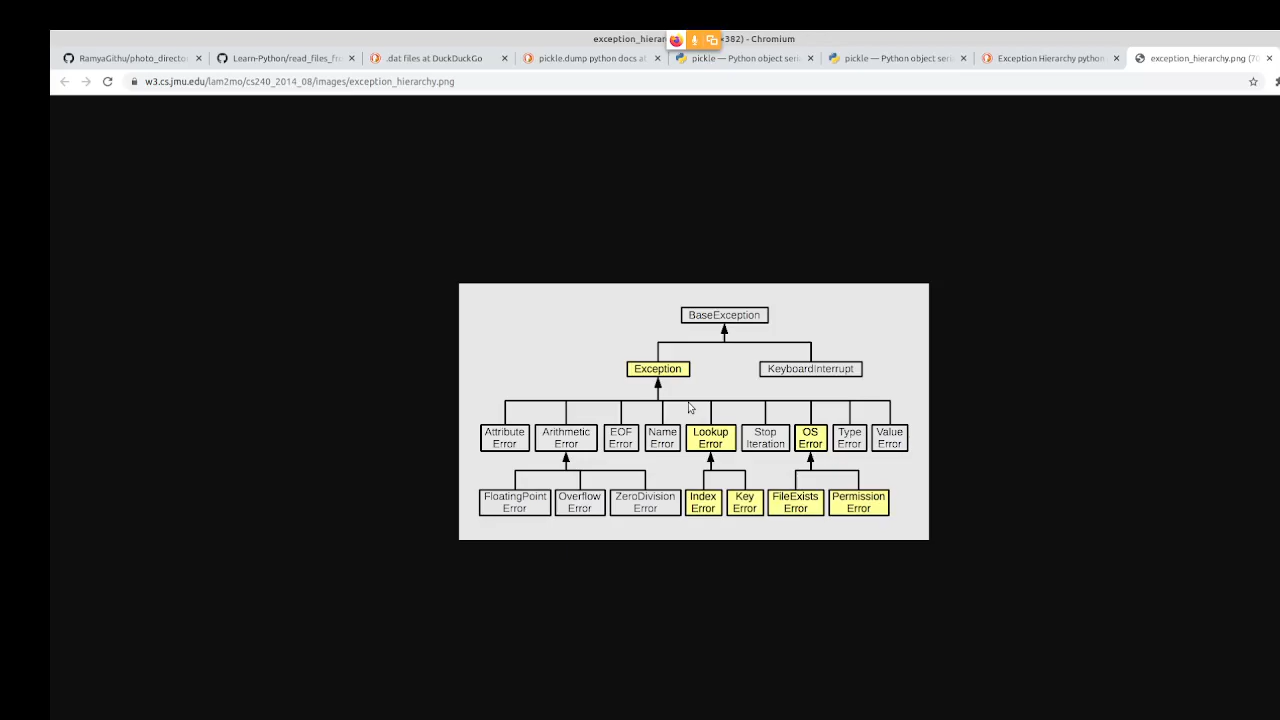 exception_hierar
×382) - Chromium
RamyaGithu/photo_directo
Learn-Python/read_files_fr
.dat files at DuckDuckGo
pickle.dump python docs at
pickle — Python object seri
pickle — Python object seri
Exception Hierarchy python
exception_hierarchy.png (70
w3.cs.jmu.edu/lam2mo/cs240_2014_08/images/exception_hierarchy.png
BaseException
Exception
KeyboardInterrupt
Attribute
Error
Arithmetic
Error
EOF
Error
Name
Error
Lookup
Error
Stop
Iteration
OS
Error
Type
Error
Value
Error
FloatingPoint
Error
Overflow
Error
ZeroDivision
Error
Index
Error
Key
Error
FileExists
Error
Permission
Error